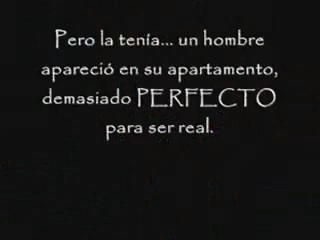 Pero la tenía... un hombre
apareció en su apartamento,
demasiado PERFECTO
para ser real.